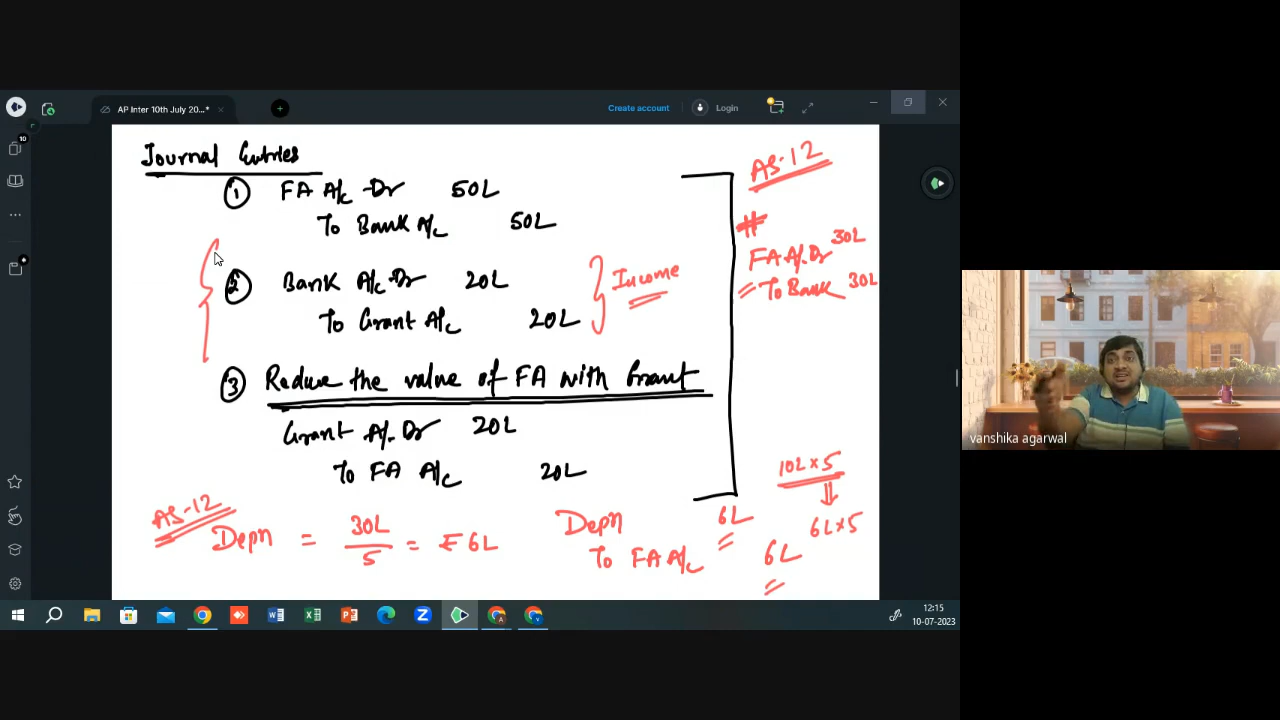 AP Inter 10th July 20...*
Create account
Login
10
Journal Entries
① FA A/c Dr 50L
To Bank A/c 50L
② Bank A/c Dr 20L
To Grant A/c 20L
Income
③ Reduce the value of FA with Grant
Grant A/c. Dr 20L
To FA A/c 20L
AS-12
#
FA A/c. Dr 30L
To Bank 30L
AS-12
Depn = 30L/5 = ₹ 6L
Depn 6L
To FA A/c 6L
10L × 5
⇓
6L × 5
vanshika agarwal
12:15
10-07-2023